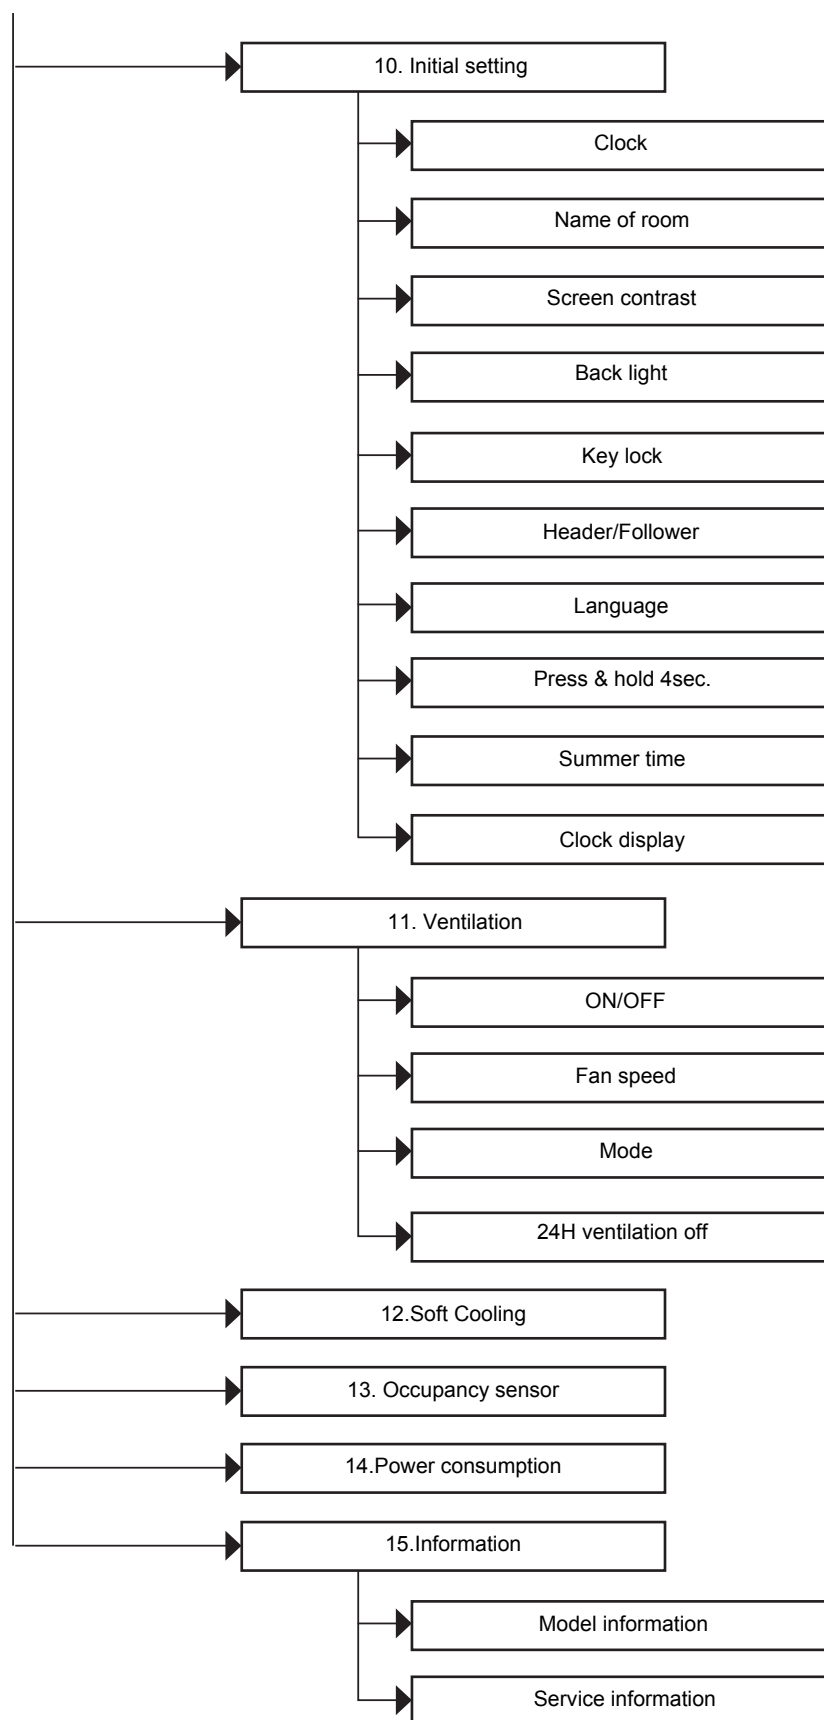 10. Initial setting
Clock
Name of room
Screen contrast
Back light
Key lock
Header/Follower
Language
Press & hold 4sec.
Summer time
Clock display
11. Ventilation
ON/OFF
Fan speed
Mode
24H ventilation off
12.Soft Cooling
13. Occupancy sensor
14.Power consumption
15.Information
Model information
Service information